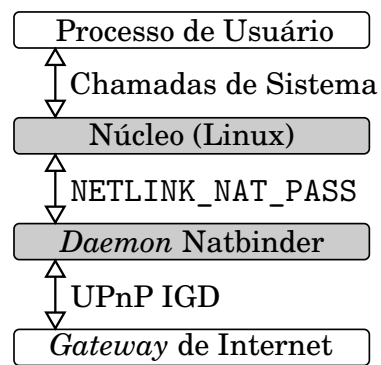 Processo de Usuário
Chamadas de Sistema
Núcleo (Linux)
NETLINK_NAT_PASS
Daemon Natbinder
UPnP IGD
Gateway de Internet